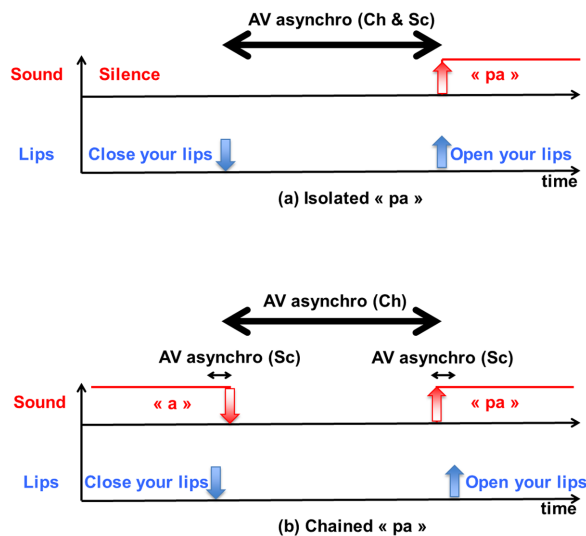 AV asynchro (Ch & Sc)
Sound Silence « pa »
Lips Close your lips Open your lips
time
(a) Isolated « pa »
AV asynchro (Ch)
AV asynchro (Sc) AV asynchro (Sc)
Sound « a » « pa »
Lips Close your lips Open your lips
time
(b) Chained « pa »